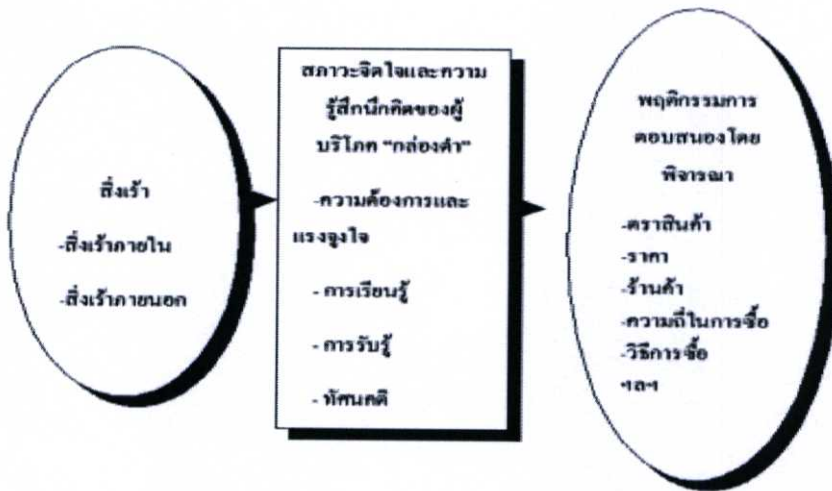 สิ่งเร้า
-สิ่งเร้าภายใน
-สิ่งเร้าภายนอก
สภาวะจิตใจและความ
รู้สึกนึกคิดของผู้
บริโภค "กล่องดำ"
-ความต้องการและ
แรงจูงใจ
- การเรียนรู้
- การรับรู้
- ทัศนคติ
พฤติกรรมการ
ตอบสนองโดย
พิจารณา
-ตราสินค้า
-ราคา
-ร้านค้า
-ความถี่ในการซื้อ
-วิธีการซื้อ
ฯลฯ